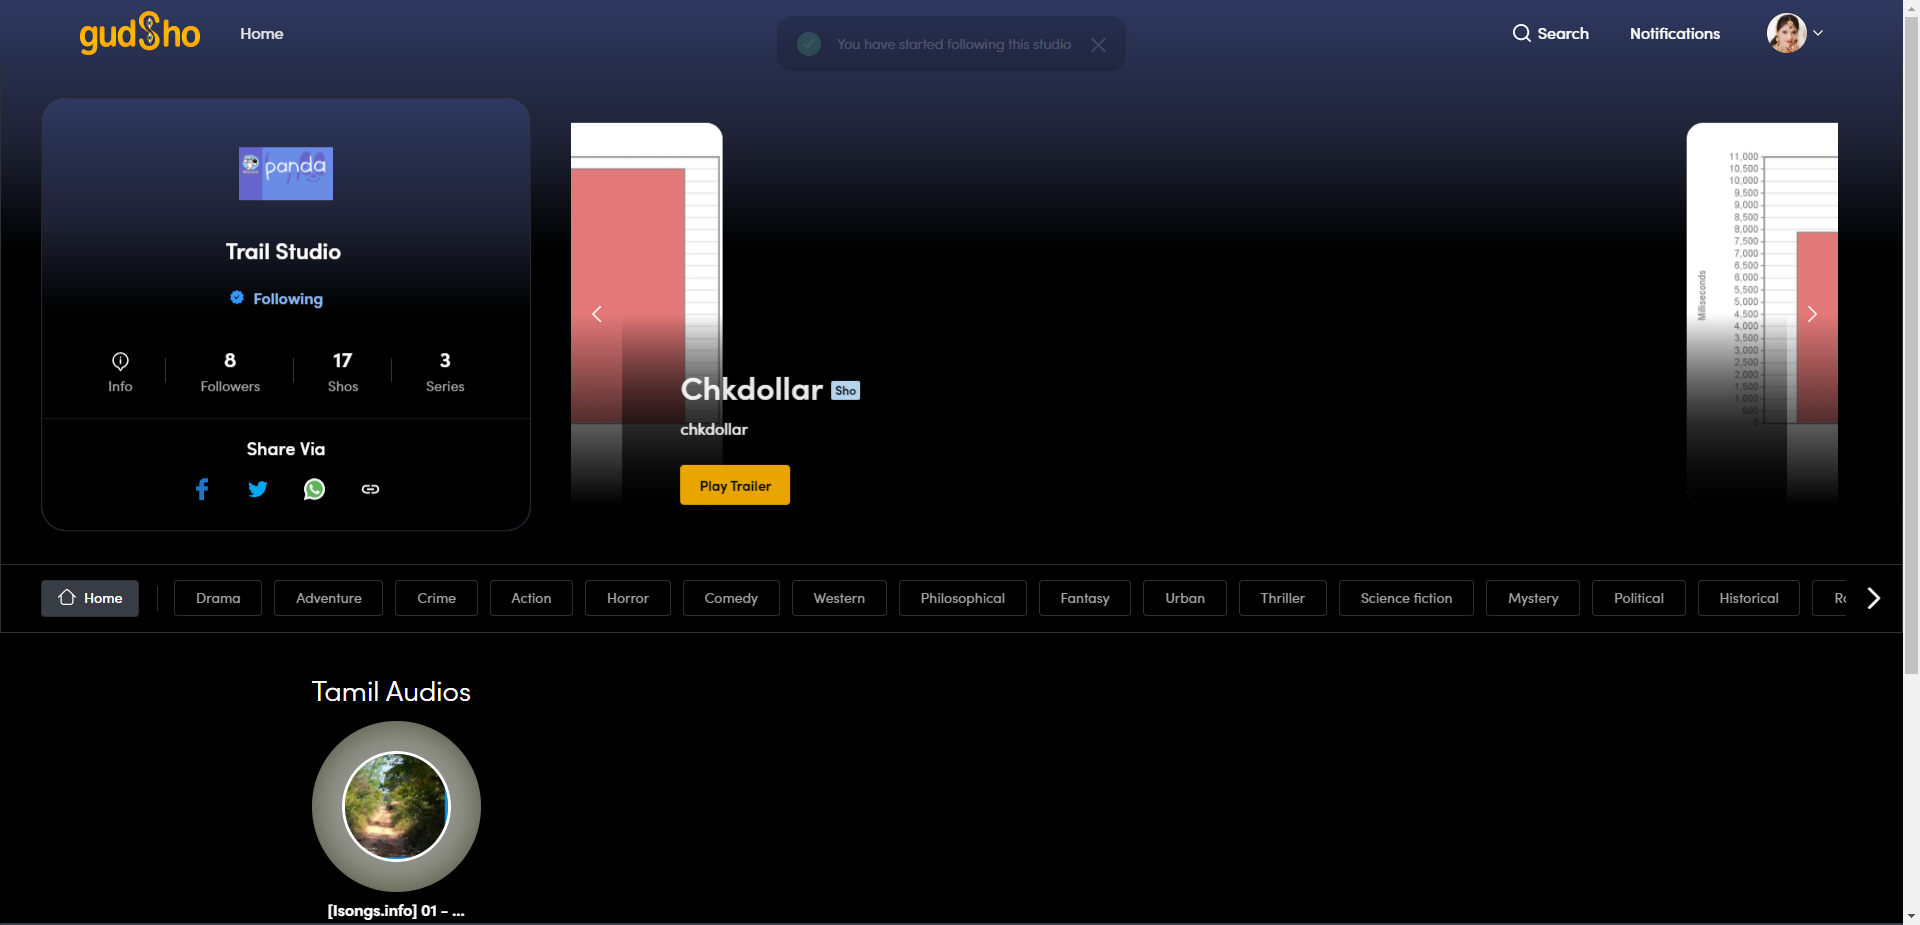 gudSho
Home
You have started following this studio
Search
Notifications
panda
Trail Studio
Following
8
17
3
Info
Followers
Shos
Series
Share Via
Chkdollar Sho
chkdollar
Play Trailer
11,000
10,500
10,000
9,500
9,000
8,500
8,000
7,500
7,000
6,500
6,000
5,500
5,000
4,500
4,000
3,500
3,000
2,500
2,000
1,500
1,000
500
0
Milliseconds
Home
Drama
Adventure
Crime
Action
Horror
Comedy
Western
Philosophical
Fantasy
Urban
Thriller
Science fiction
Mystery
Political
Historical
Tamil Audios
[Isongs.info] 01 - ...